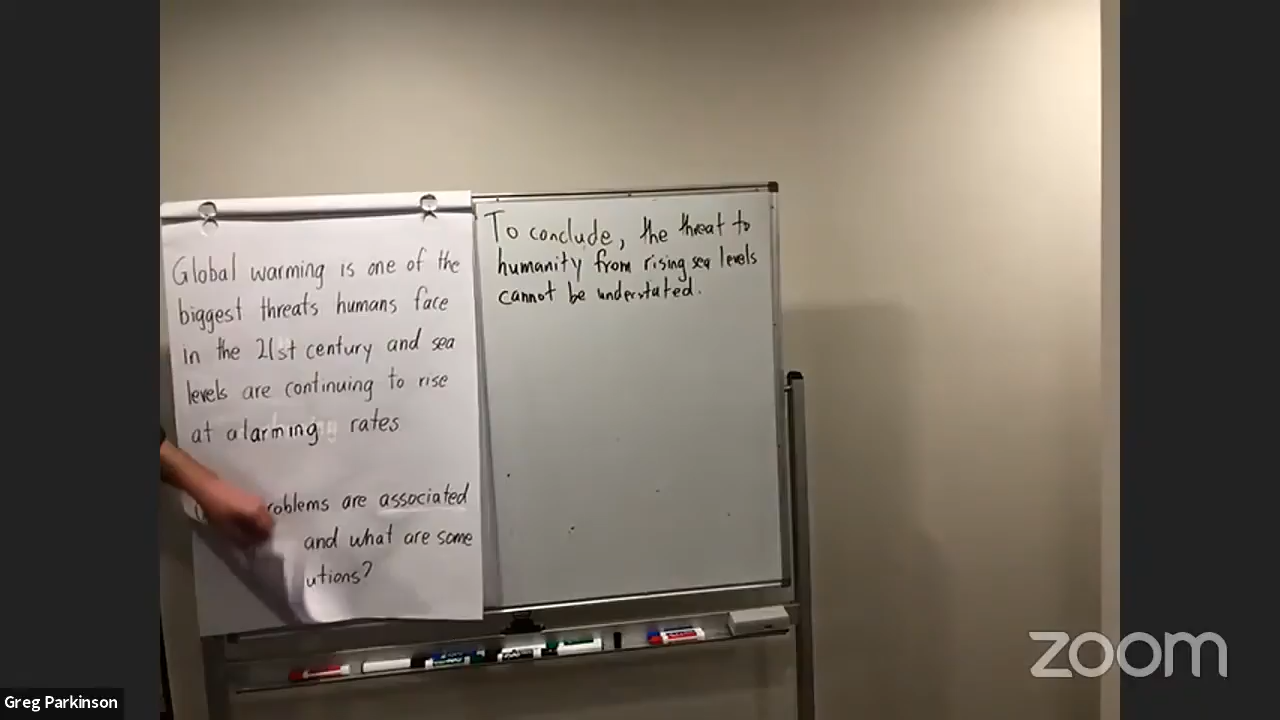 Global warming is one of the
biggest threats humans face
in the 21st century and sea
levels are continuing to rise
at alarming rates
roblems are associated
and what are some
utions?
To conclude, the threat to
humanity from rising sea levels
cannot be understated.
zoom
Greg Parkinson